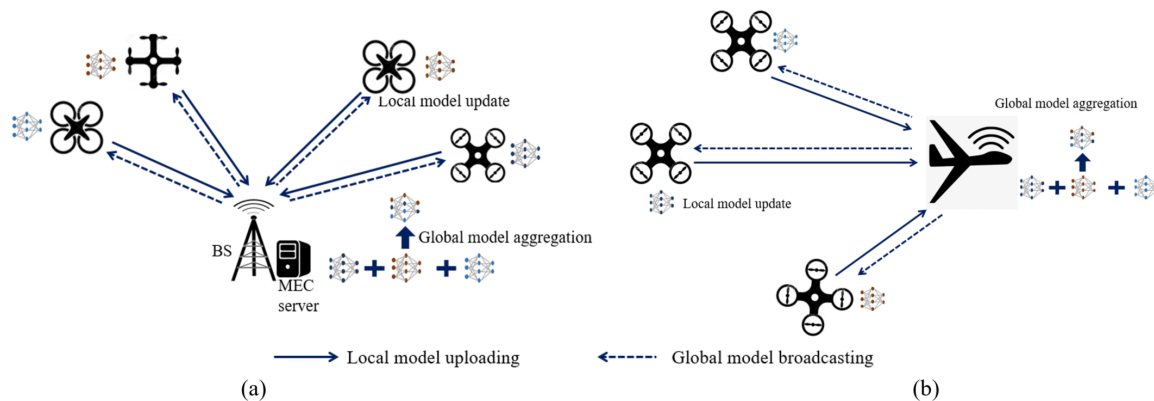 Local model update
BS
MEC
server
Global model aggregation
Global model aggregation
Local model update
Local model uploading
Global model broadcasting
(a)
(b)